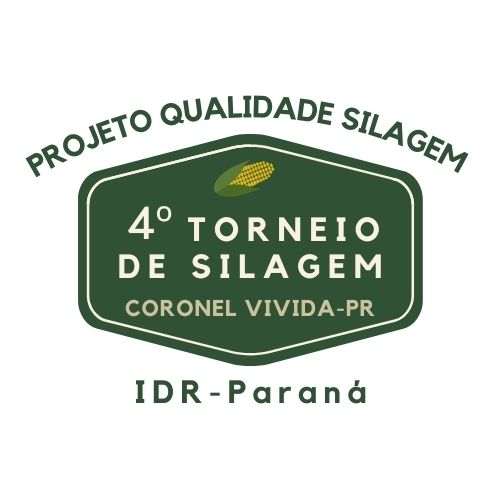 PROJETO QUALIDADE SILAGEM
4º TORNEIO
DE SILAGEM
CORONEL VIVIDA-PR
IDR-Paraná